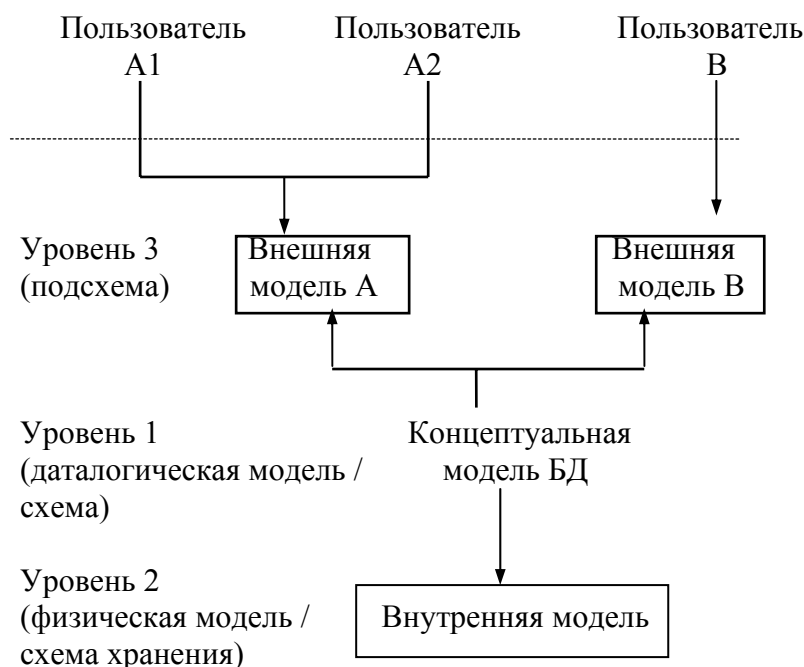 Пользователь
А1
Пользователь
А2
Пользователь
В
Уровень 3
(подсхема)
Внешняя
модель А
Внешняя
модель В
Уровень 1
(даталогическая модель /
схема)
Концептуальная
модель БД
Уровень 2
(физическая модель /
схема хранения)
Внутренняя модель